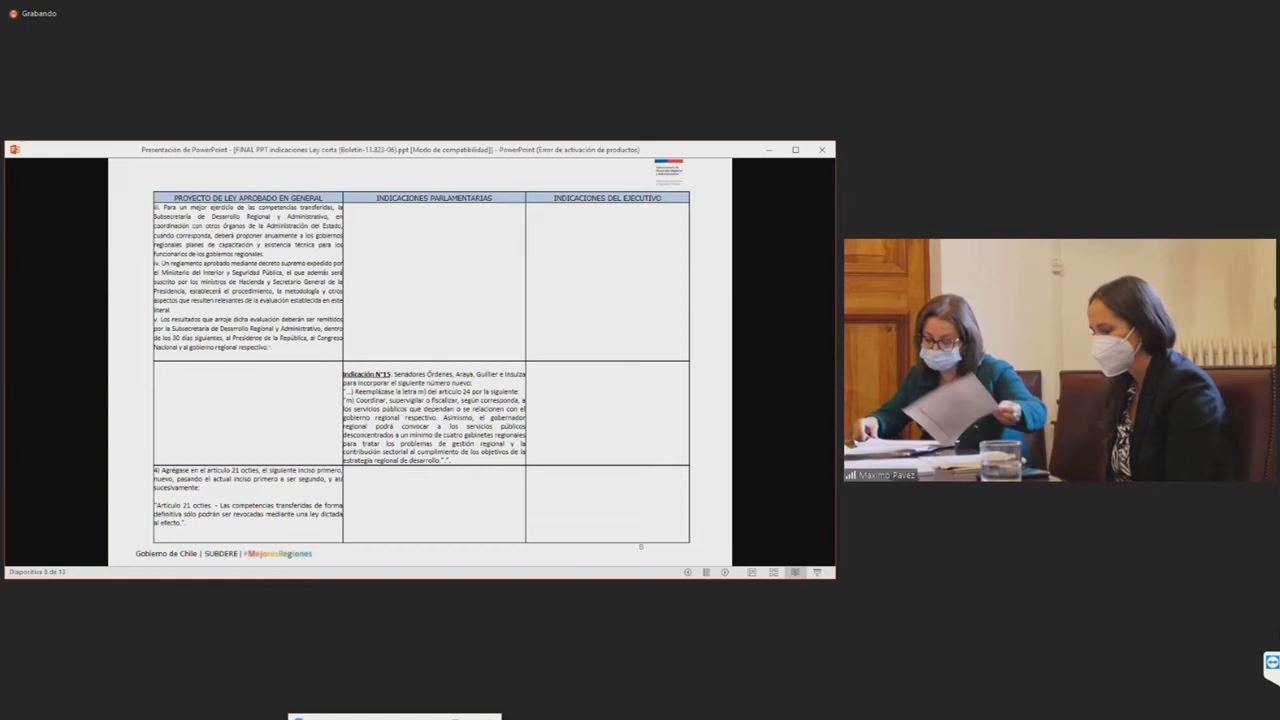 Grabando
Presentación de PowerPoint - [FINAL PPT indicaciones Ley corta (Boletin-13.823-06).ppt [Modo de compatibilidad]] - PowerPoint (Error de activación de productos)
PROYECTO DE LEY APROBADO EN GENERAL
INDICACIONES PARLAMENTARIAS
INDICACIONES DEL EJECUTIVO
iii. Para un mejor ejercicio de las competencias transferidas, la
Subsecretaría de Desarrollo Regional y Administrativo, en
coordinación con otros órganos de la Administración del Estado,
cuando corresponda, deberá proponer anualmente a los gobiernos
regionales planes de capacitación y asistencia técnica para los
funcionarios de los gobiernos regionales.
iv. Un reglamento aprobado mediante decreto supremo expedido por
el Ministerio del Interior y Seguridad Pública, el que además será
suscrito por los ministros de Hacienda y Secretario General de la
Presidencia, establecerá el procedimiento, la metodología y otros
aspectos que resulten relevantes de la evaluación establecida en este
literal.
v. Los resultados que arroje dicha evaluación deberán ser remitidos
por la Subsecretaría de Desarrollo Regional y Administrativo, dentro
de los 30 días siguientes, al Presidente de la República, al Congreso
Nacional y al gobierno regional respectivo.".
Indicación N°15: Senadores Órdenes, Araya, Guillier e Insulza
para incorporar el siguiente número nuevo:
"...) Reemplázase la letra m) del artículo 24 por la siguiente:
"m) Coordinar, supervigilar o fiscalizar, según corresponda, a
los servicios públicos que dependan o se relacionen con el
gobierno regional respectivo. Asimismo, el gobernador
regional podrá convocar a los servicios públicos
desconcentrados a un mínimo de cuatro gabinetes regionales
para tratar los problemas de gestión regional y la
contribución sectorial al cumplimiento de los objetivos de la
estrategia regional de desarrollo.".".
4) Agrégase en el artículo 21 octies, el siguiente inciso primero,
nuevo, pasando el actual inciso primero a ser segundo, y así
sucesivamente:
"Artículo 21 octies. - Las competencias transferidas de forma
definitiva sólo podrán ser revocadas mediante una ley dictada
al efecto.".
Gobierno de Chile | SUBDERE | #MejoresRegiones
8
Maximo Pavez